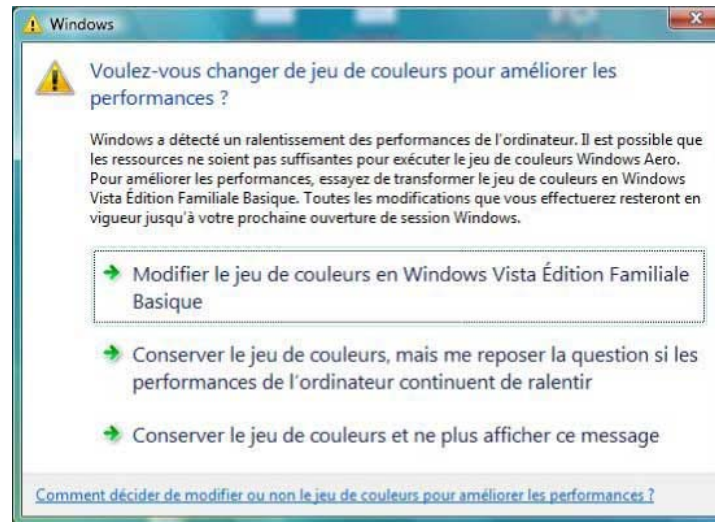 Windows
Voulez-vous changer de jeu de couleurs pour améliorer les
performances ?
Windows a détecté un ralentissement des performances de l'ordinateur. Il est possible que
les ressources ne soient pas suffisantes pour exécuter le jeu de couleurs Windows Aero.
Pour améliorer les performances, essayez de transformer le jeu de couleurs en Windows
Vista Édition Familiale Basique. Toutes les modifications que vous effectuerez resteront en
vigueur jusqu'à votre prochaine ouverture de session Windows.
Modifier le jeu de couleurs en Windows Vista Édition Familiale
Basique
Conserver le jeu de couleurs, mais me reposer la question si les
performances de l'ordinateur continuent de ralentir
Conserver le jeu de couleurs et ne plus afficher ce message
Comment décider de modifier ou non le jeu de couleurs pour améliorer les performances ?